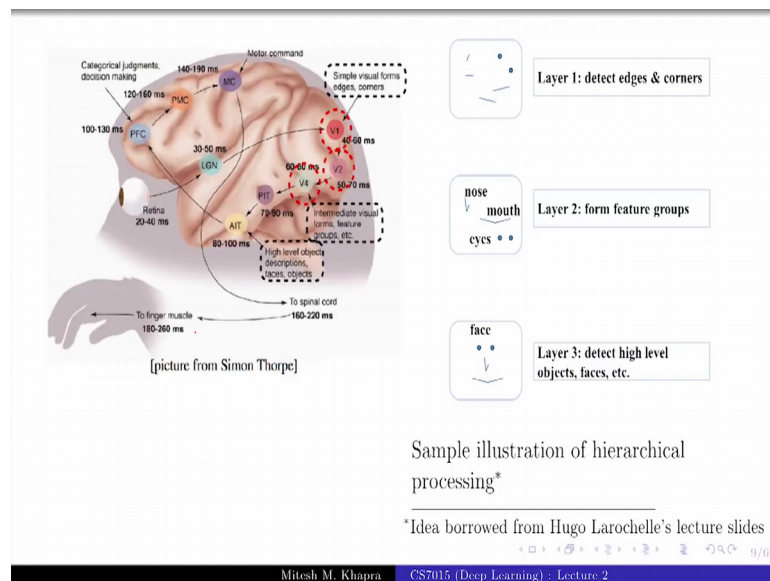 Motor command
Categorical judgments,
decision making
140-190 ms
Simple visual forms
edges, corners
120-160 ms
MC
PMC
100-130 ms
PFC
30-50 ms
LGN
V1
40-60 ms
V2
50-70 ms
60-80 ms
V4
PIT
70-90 ms
Retina
20-40 ms
AIT
80-100 ms
Intermediate visual
forms, feature
groups, etc.
High level object
descriptions,
faces, objects
To spinal cord
160-220 ms
To finger muscle
180-260 ms
[picture from Simon Thorpe]
Layer 1: detect edges & corners
nose
mouth
eyes
Layer 2: form feature groups
face
Layer 3: detect high level
objects, faces, etc.
Sample illustration of hierarchical
processing*
*Idea borrowed from Hugo Larochelle's lecture slides
Mitesh M. Khapra
CS7015 (Deep Learning) : Lecture 2